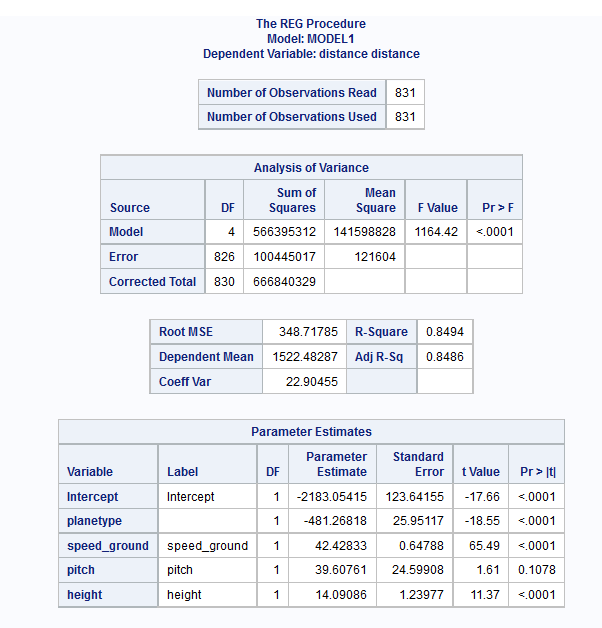 The REG Procedure
Model: MODEL1
Dependent Variable: distance distance
Number of Observations Read 831
Number of Observations Used 831
Analysis of Variance
Source DF Sum of Squares Mean Square F Value Pr > F
Model 4 566395312 141598828 1164.42 <.0001
Error 826 100445017 121604
Corrected Total 830 666840329
Root MSE 348.71785 R-Square 0.8494
Dependent Mean 1522.48287 Adj R-Sq 0.8486
Coeff Var 22.90455
Parameter Estimates
Variable Label DF Parameter Estimate Standard Error t Value Pr > |t|
Intercept Intercept 1 -2183.05415 123.64155 -17.66 <.0001
planetype 1 -481.26818 25.95117 -18.55 <.0001
speed_ground speed_ground 1 42.42833 0.64788 65.49 <.0001
pitch pitch 1 39.60761 24.59908 1.61 0.1078
height height 1 14.09086 1.23977 11.37 <.0001